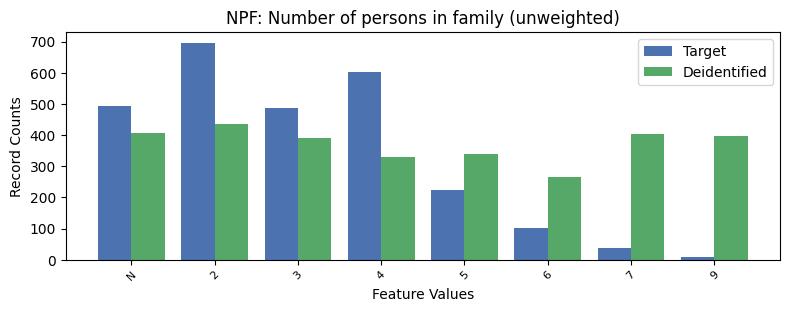 NPF: Number of persons in family (unweighted)
Target
Deidentified
Record Counts
700
600
500
400
300
200
100
0
N 2 3 4 5 6 7 9
Feature Values